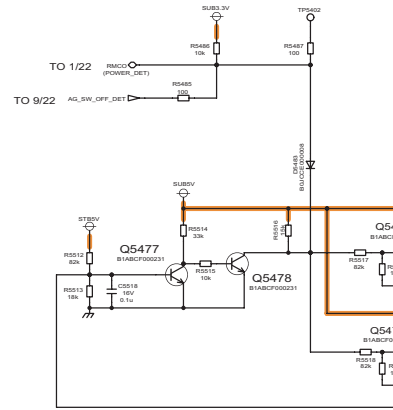 SUB3.3V
TP5402
R5486
10k
R5487
100
TO 1/22
RMCO
(POWER_DET)
R5485
100
TO 9/22
AG_SW_OFF_DET
D5483
B0JCCE000008
SUB5V
STB5V
R5514
33k
R5516
15k
Q5477
B1ABCF000231
R5512
82k
R5515
10k
Q5478
B1ABCF000231
R5517
82k
R5513
18k
C5518
16V
0.1u
R5518
82k